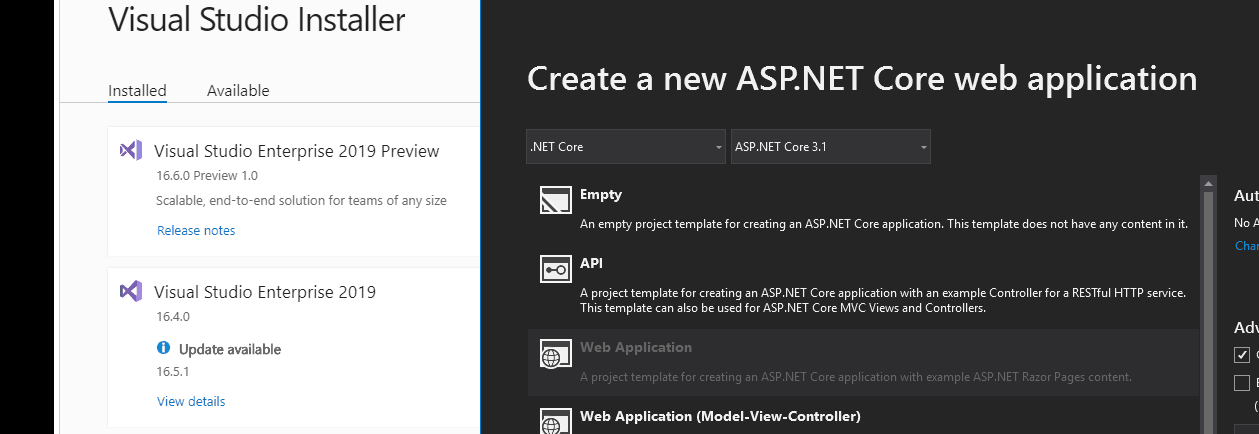 Visual Studio Installer
Installed
Available
Visual Studio Enterprise 2019 Preview
16.6.0 Preview 1.0
Scalable, end-to-end solution for teams of any size
Release notes
Visual Studio Enterprise 2019
16.4.0
Update available
16.5.1
View details
Create a new ASP.NET Core web application
.NET Core
ASP.NET Core 3.1
Empty
An empty project template for creating an ASP.NET Core application. This template does not have any content in it.
API
A project template for creating an ASP.NET Core application with an example Controller for a RESTful HTTP service.
This template can also be used for ASP.NET Core MVC Views and Controllers.
Web Application
A project template for creating an ASP.NET Core application with example ASP.NET Razor Pages content.
Web Application (Model-View-Controller)
Aut
No A
Char
Adv
(